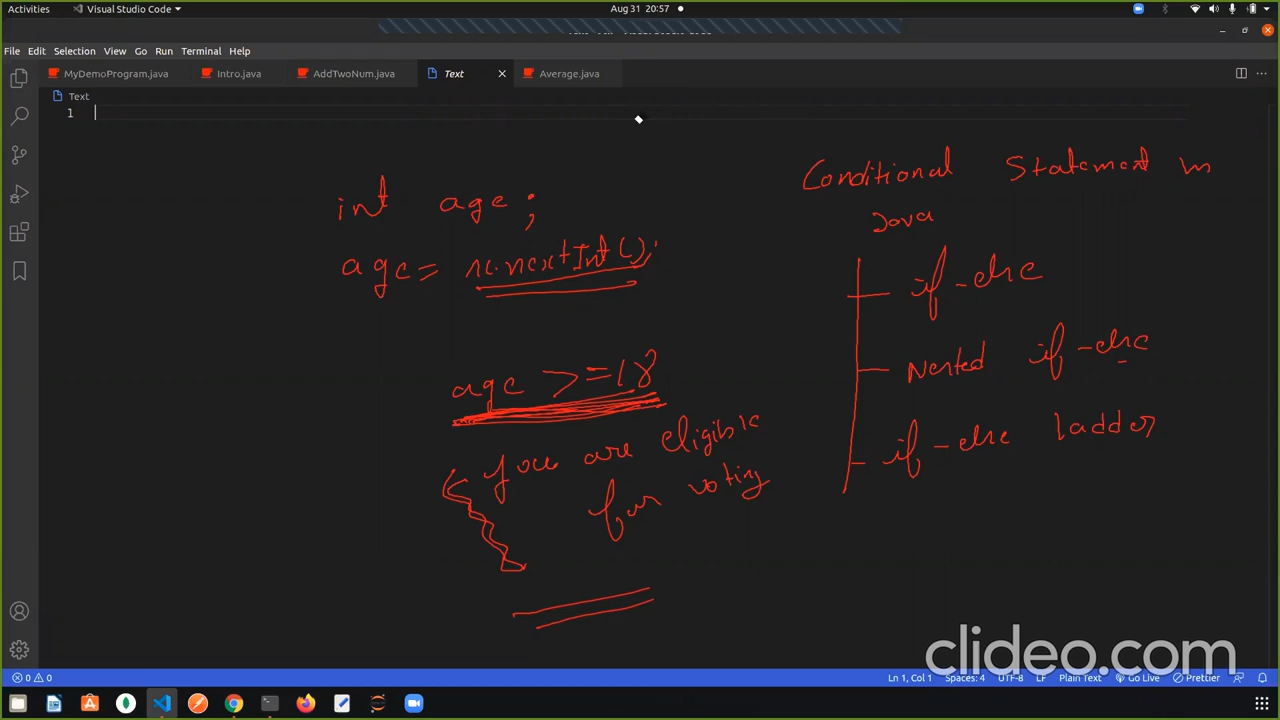 Activities Visual Studio Code Aug 31 20:57
File Edit Selection View Go Run Terminal Help
MyDemoProgram.java Intro.java AddTwoNum.java Text Average.java
Text
1
Conditional Statement in
Java
int age;
age = sc.nextInt();
if-else
Nested if-else
age >=18
if-else ladder
you are eligible
for voting
clideo.com
0 0 Ln 1, Col 1 Spaces: 4 UTF-8 LF Plain Text Go Live Prettier